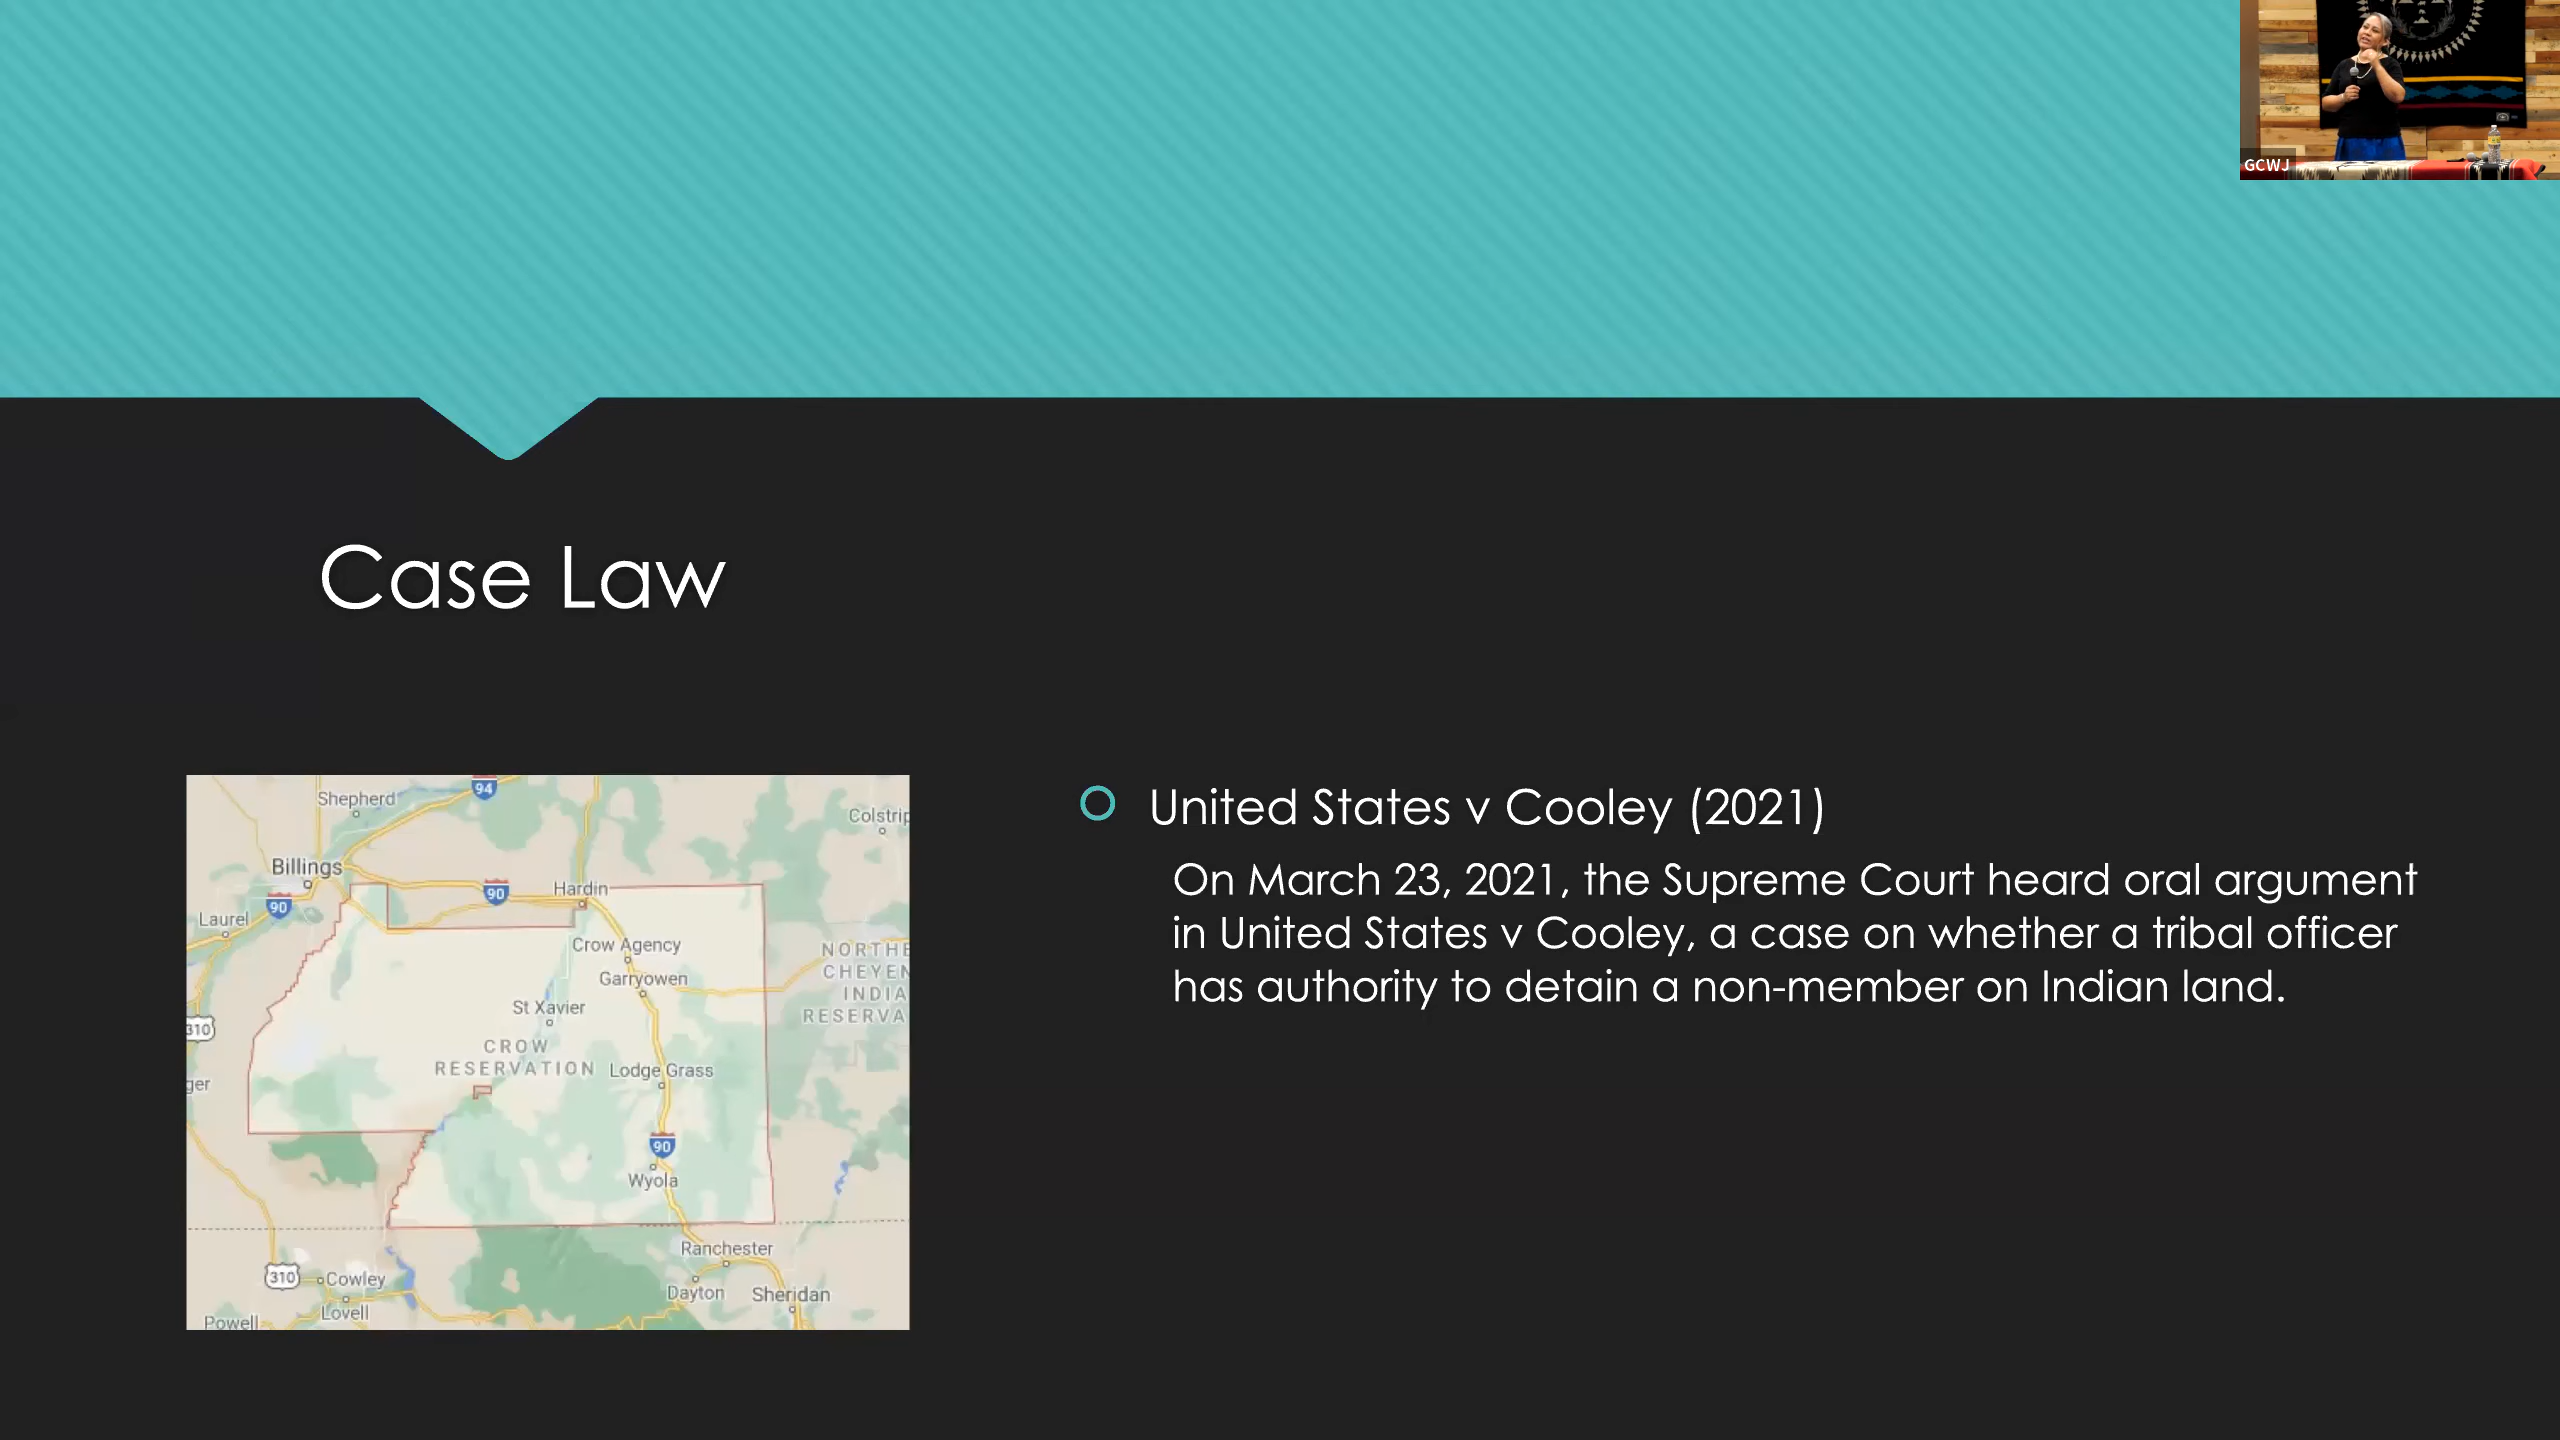 GCWJ
Case Law
94
Shepherd
Colstrip
Billings
90
Hardin
90
Laurel
Crow Agency
NORTHE
CHEYEN
INDIA
RESERVA
Garryowen
St Xavier
310
CROW
RESERVATION
Lodge Grass
ger
90
Wyola
Ranchester
310
Cowley
Dayton
Sheridan
Lovell
Powell
United States v Cooley (2021)
On March 23, 2021, the Supreme Court heard oral argument
in United States v Cooley, a case on whether a tribal officer
has authority to detain a non-member on Indian land.